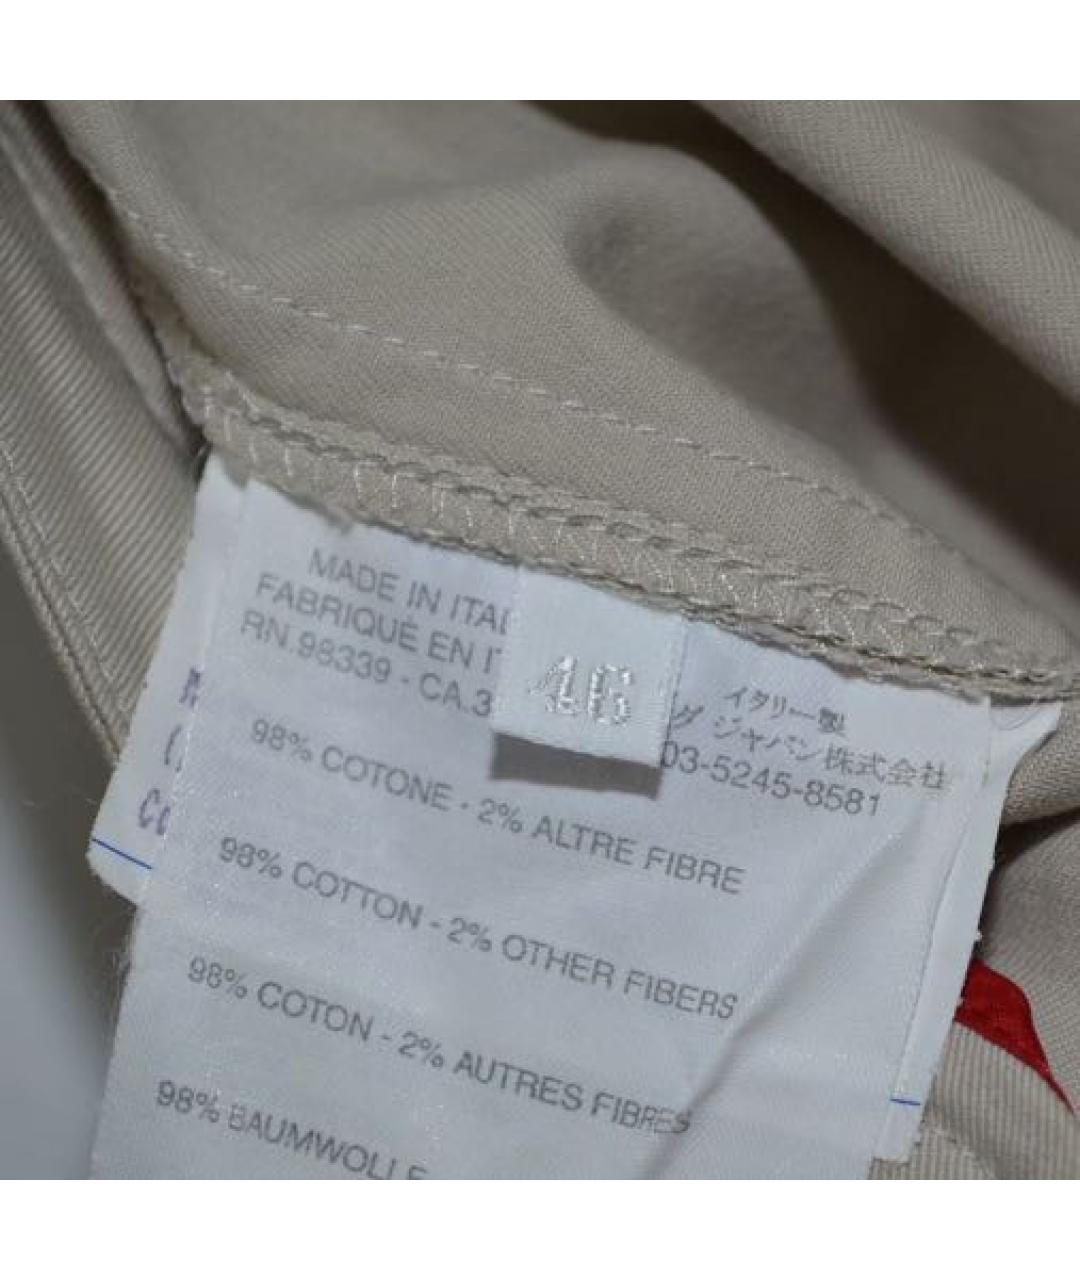 MADE IN
FABRIQUÉ EN
RN.98339 - CA.3
46
イタリー製
グ ジャパン株式会社
03-5245-8581
98% COTONE - 2% ALTRE FIBRE
98% COTTON - 2% OTHER FIBERS
98% COTON - 2% AUTRES FIBRES
98% BAUMWOLLE